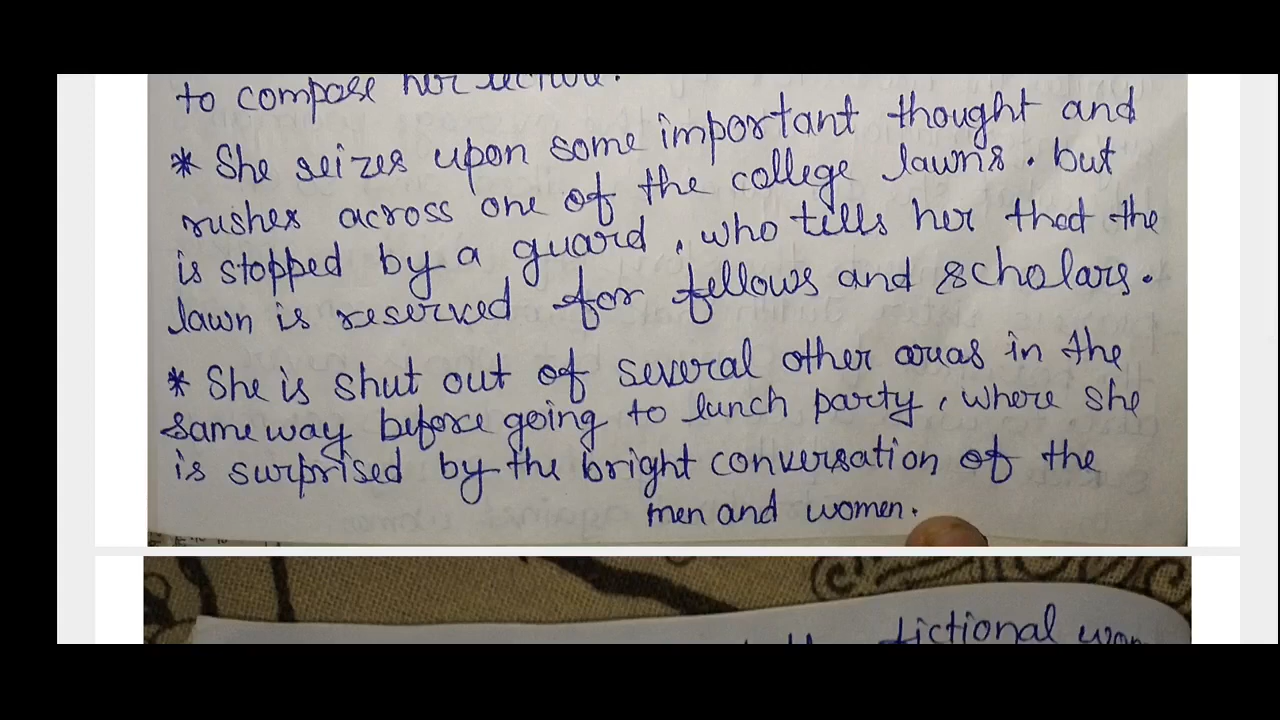 to compose her lecture.
* She seizes upon some important thought and
rushes across one of the college lawns. but
is stopped by a guard, who tells her that the
lawn is reserved for fellows and scholars.
* She is shut out of several other areas in the
same way before going to lunch party, where she
is surprised by the bright conversation of the
men and women.
fictional